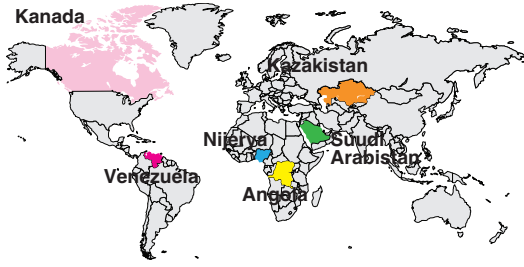 Kanada
Kazakistan
Nijerya
Suudi
Arabistan
Venezuela
Angola